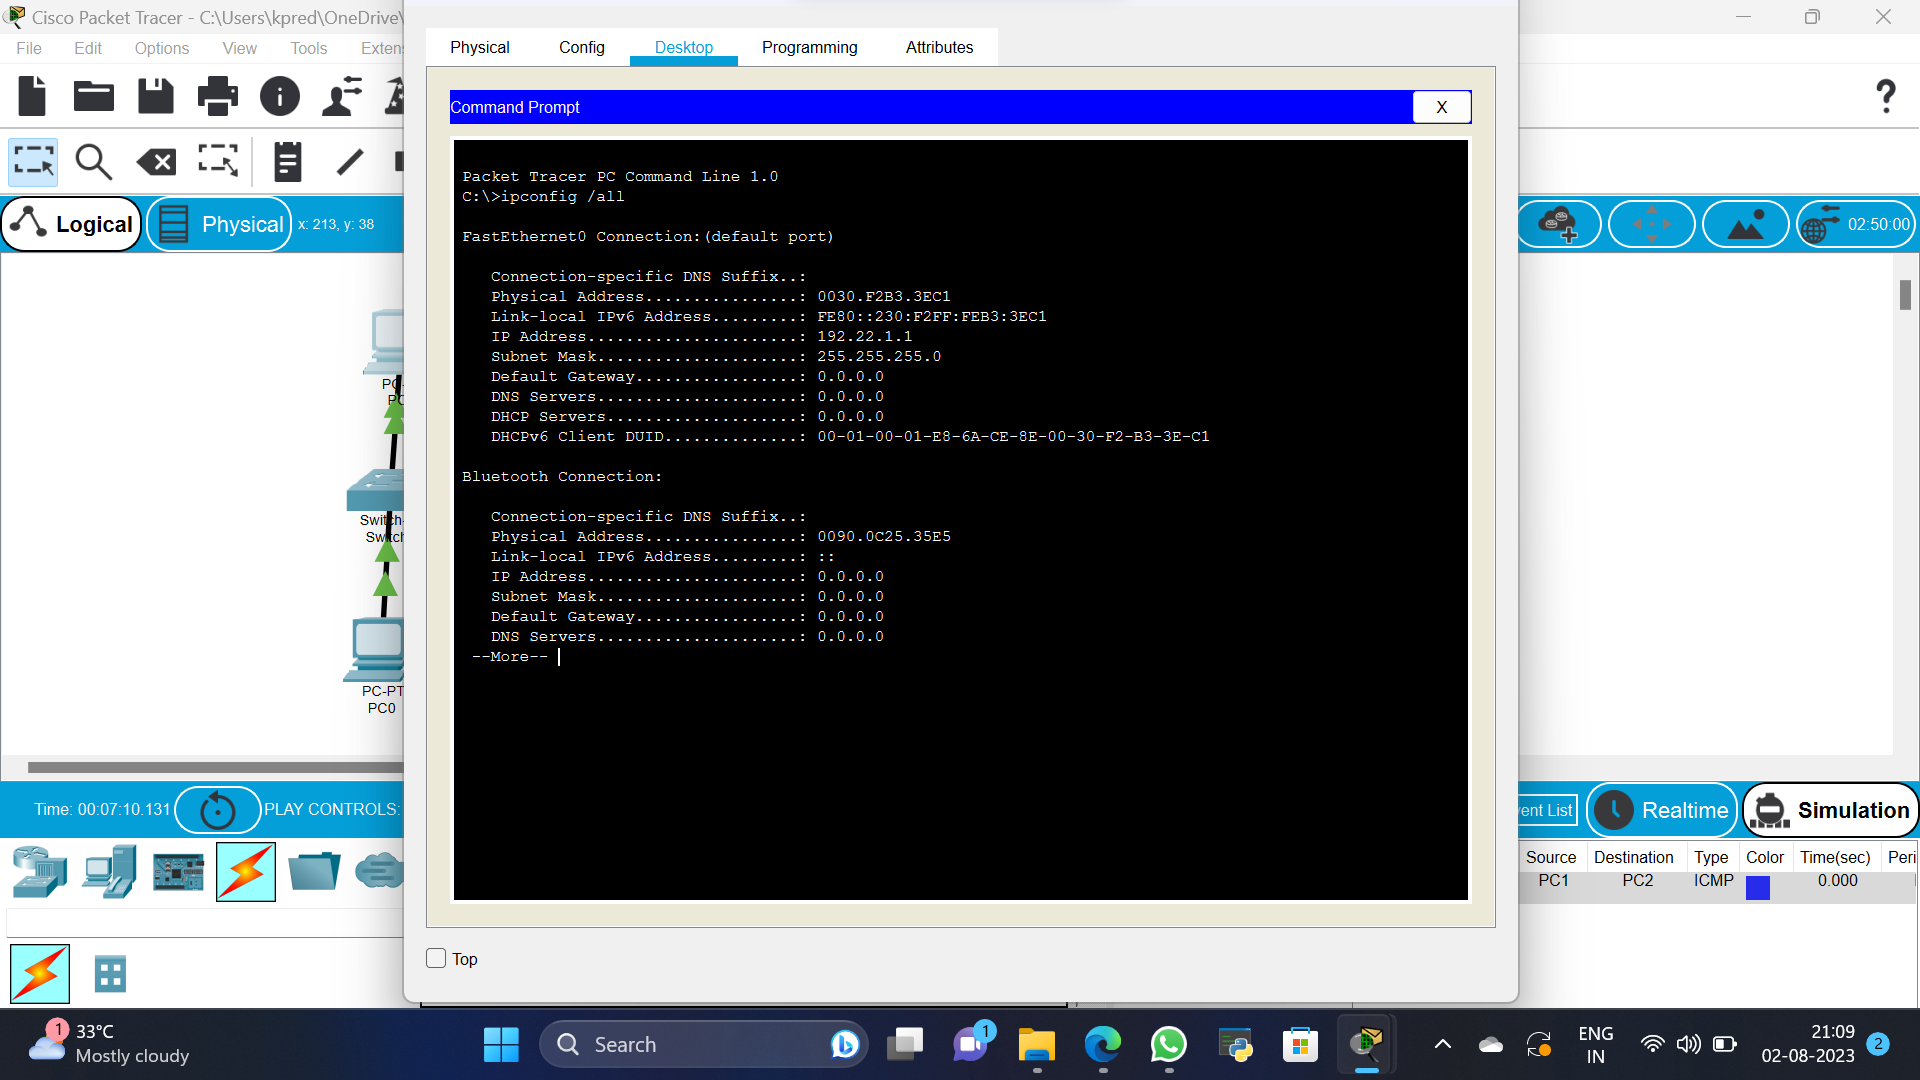 Cisco Packet Tracer - C:\Users\kpred\OneDrive\
File Edit Options View Tools Exten
Physical Config Desktop Programming Attributes
Command Prompt X
Logical Physical x: 213, y: 38
02:50:00
Packet Tracer PC Command Line 1.0
C:\>ipconfig /all
FastEthernet0 Connection:(default port)
Connection-specific DNS Suffix..:
Physical Address................: 0030.F2B3.3EC1
Link-local IPv6 Address.........: FE80::230:F2FF:FEB3:3EC1
IP Address......................: 192.22.1.1
Subnet Mask.....................: 255.255.255.0
Default Gateway.................: 0.0.0.0
DNS Servers.....................: 0.0.0.0
DHCP Servers....................: 0.0.0.0
DHCPv6 Client DUID..............: 00-01-00-01-E8-6A-CE-8E-00-30-F2-B3-3E-C1
Bluetooth Connection:
Connection-specific DNS Suffix..:
Physical Address................: 0090.0C25.35E5
Link-local IPv6 Address.........: ::
IP Address......................: 0.0.0.0
Subnet Mask.....................: 0.0.0.0
Default Gateway.................: 0.0.0.0
DNS Servers.....................: 0.0.0.0
--More--
PC-
PC
Switch-
Switch
PC-PT
PC0
Time: 00:07:10.131 PLAY CONTROLS:
vent List Realtime Simulation
Source Destination Type Color Time(sec) Peri
PC1 PC2 ICMP 0.000
Top
1 33°C
Mostly cloudy
Search
1
ENG
IN
21:09
02-08-2023
2